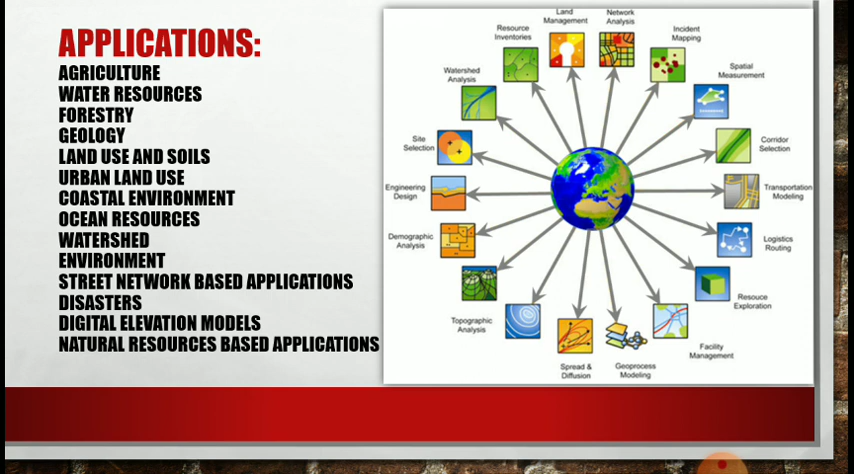 APPLICATIONS:
AGRICULTURE
WATER RESOURCES
FORESTRY
GEOLOGY
LAND USE AND SOILS
URBAN LAND USE
COASTAL ENVIRONMENT
OCEAN RESOURCES
WATERSHED
ENVIRONMENT
STREET NETWORK BASED APPLICATIONS
DISASTERS
DIGITAL ELEVATION MODELS
NATURAL RESOURCES BASED APPLICATIONS
Land
Management
Network
Analysis
Incident
Mapping
Spatial
Measurement
Corridor
Selection
Transportation
Modeling
Logistics
Routing
Resouce
Exploration
Facility
Management
Geoprocess
Modeling
Spread &
Diffusion
Topographic
Analysis
Demographic
Analysis
Engineering
Design
Site
Selection
Watershed
Analysis
Resource
Inventories